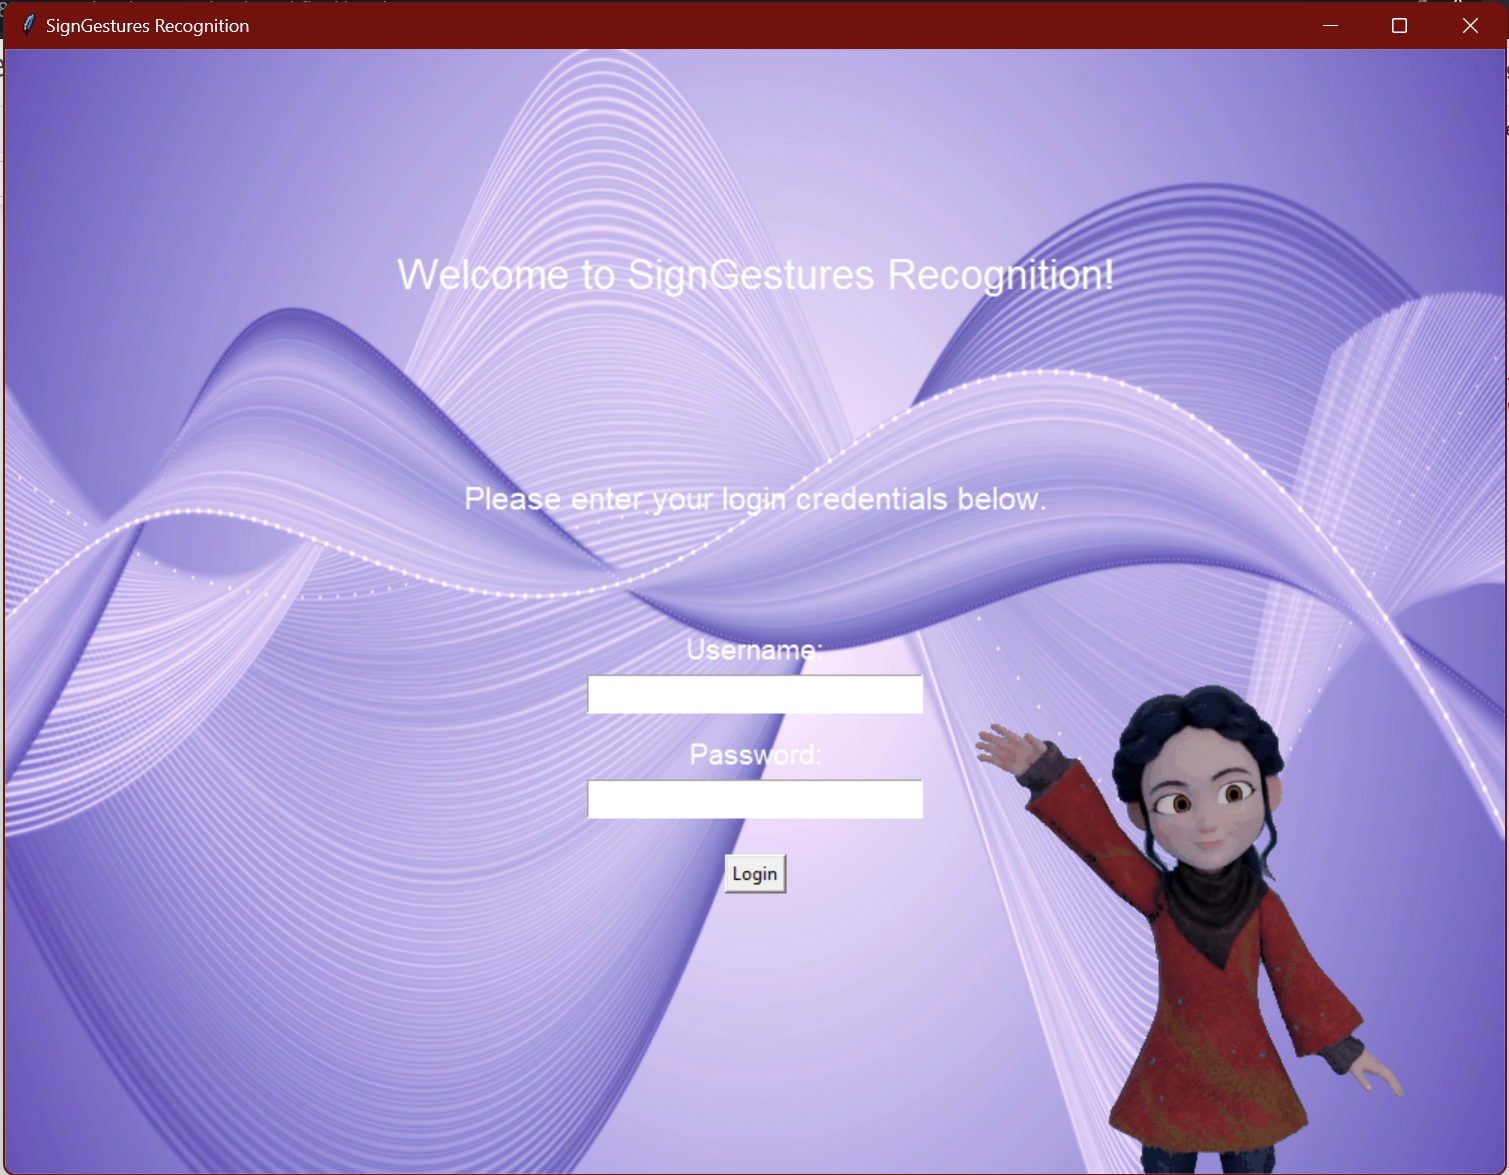 SignGestures Recognition
Welcome to SignGestures Recognition!
Please enter your login credentials below.
Username:
Password:
Login